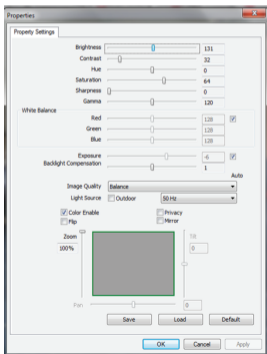 Properties
Property Settings
Brightness 131
Contrast 32
Hue 0
Saturation 64
Sharpness 0
Gamma 120
White Balance
Red 128
Green 128
Blue 128
Exposure -6
Backlight Compensation 1
Auto
Image Quality Balance
Light Source Outdoor 50 Hz
Color Enable Privacy
Flip Mirror
Zoom Tilt
100% 0
Pan 0
Save Load Default
OK Cancel Apply